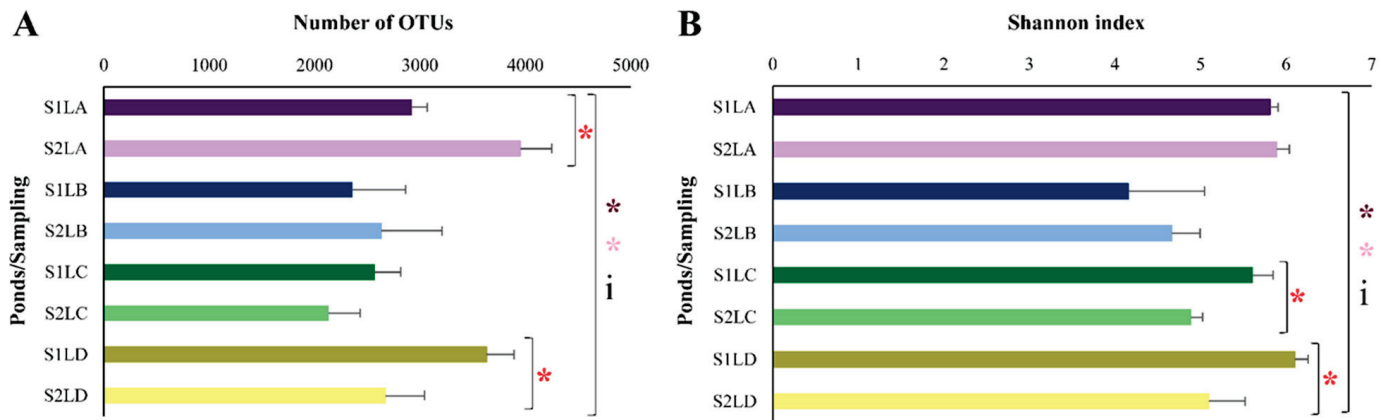 A
Number of OTUs
0 1000 2000 3000 4000 5000
Ponds/Sampling
S1LA
*
S2LA
S1LB
*
S2LB
*
S1LC
i
S2LC
S1LD
*
S2LD
B
Shannon index
0 1 2 3 4 5 6 7
Ponds/Sampling
S1LA
S2LA
S1LB
*
S2LB
*
S1LC
*
i
S2LC
S1LD
*
S2LD